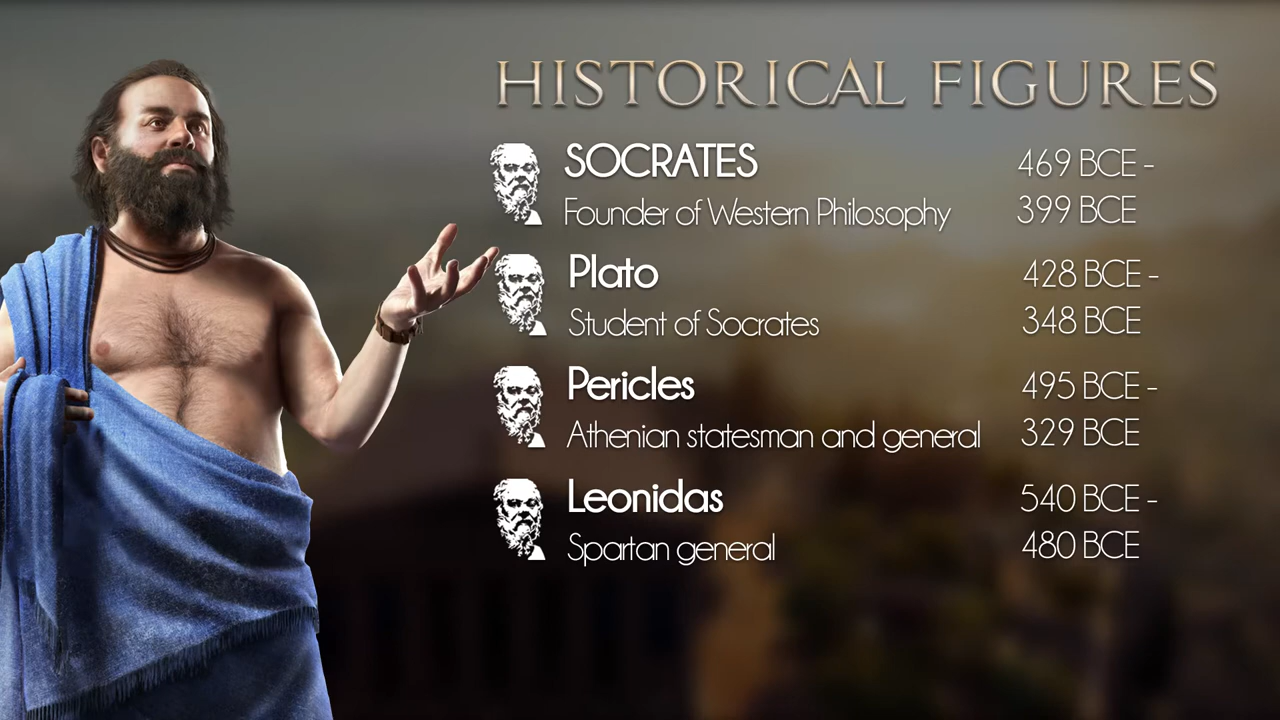 HISTORICAL FIGURES
SOCRATES
469 BCE -
Founder of Western Philosophy
399 BCE
Plato
428 BCE -
Student of Socrates
348 BCE
Pericles
495 BCE -
Athenian statesman and general
329 BCE
Leonidas
540 BCE -
Spartan general
480 BCE